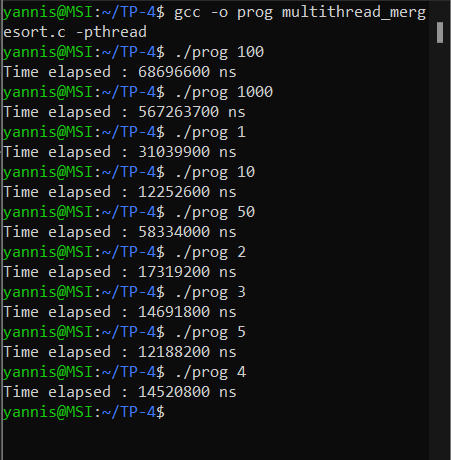 yannis@MSI:~/TP-4$ gcc -o prog multithread_merg
esort.c -pthread
yannis@MSI:~/TP-4$ ./prog 100
Time elapsed : 68696600 ns
yannis@MSI:~/TP-4$ ./prog 1000
Time elapsed : 567263700 ns
yannis@MSI:~/TP-4$ ./prog 1
Time elapsed : 31039900 ns
yannis@MSI:~/TP-4$ ./prog 10
Time elapsed : 12252600 ns
yannis@MSI:~/TP-4$ ./prog 50
Time elapsed : 58334000 ns
yannis@MSI:~/TP-4$ ./prog 2
Time elapsed : 17319200 ns
yannis@MSI:~/TP-4$ ./prog 3
Time elapsed : 14691800 ns
yannis@MSI:~/TP-4$ ./prog 5
Time elapsed : 12188200 ns
yannis@MSI:~/TP-4$ ./prog 4
Time elapsed : 14520800 ns
yannis@MSI:~/TP-4$